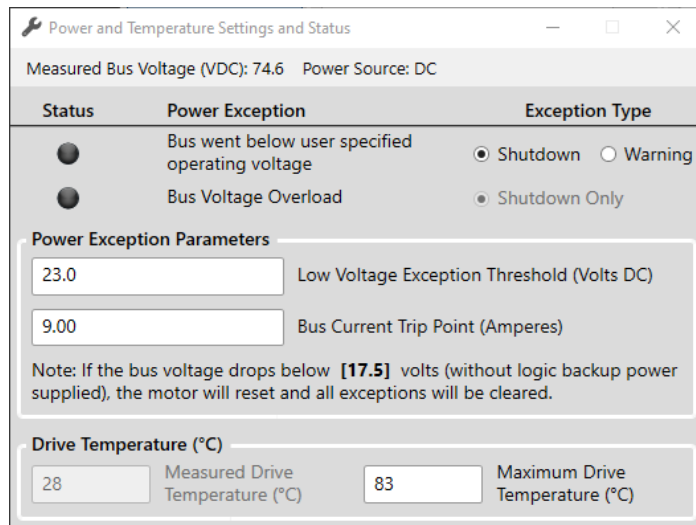 Power and Temperature Settings and Status
Measured Bus Voltage (VDC): 74.6 Power Source: DC
Status Power Exception Exception Type
Bus went below user specified
operating voltage
Shutdown Warning
Bus Voltage Overload Shutdown Only
Power Exception Parameters
23.0 Low Voltage Exception Threshold (Volts DC)
9.00 Bus Current Trip Point (Amperes)
Note: If the bus voltage drops below [17.5] volts (without logic backup power
supplied), the motor will reset and all exceptions will be cleared.
Drive Temperature (°C)
28 Measured Drive
Temperature (°C)
83 Maximum Drive
Temperature (°C)